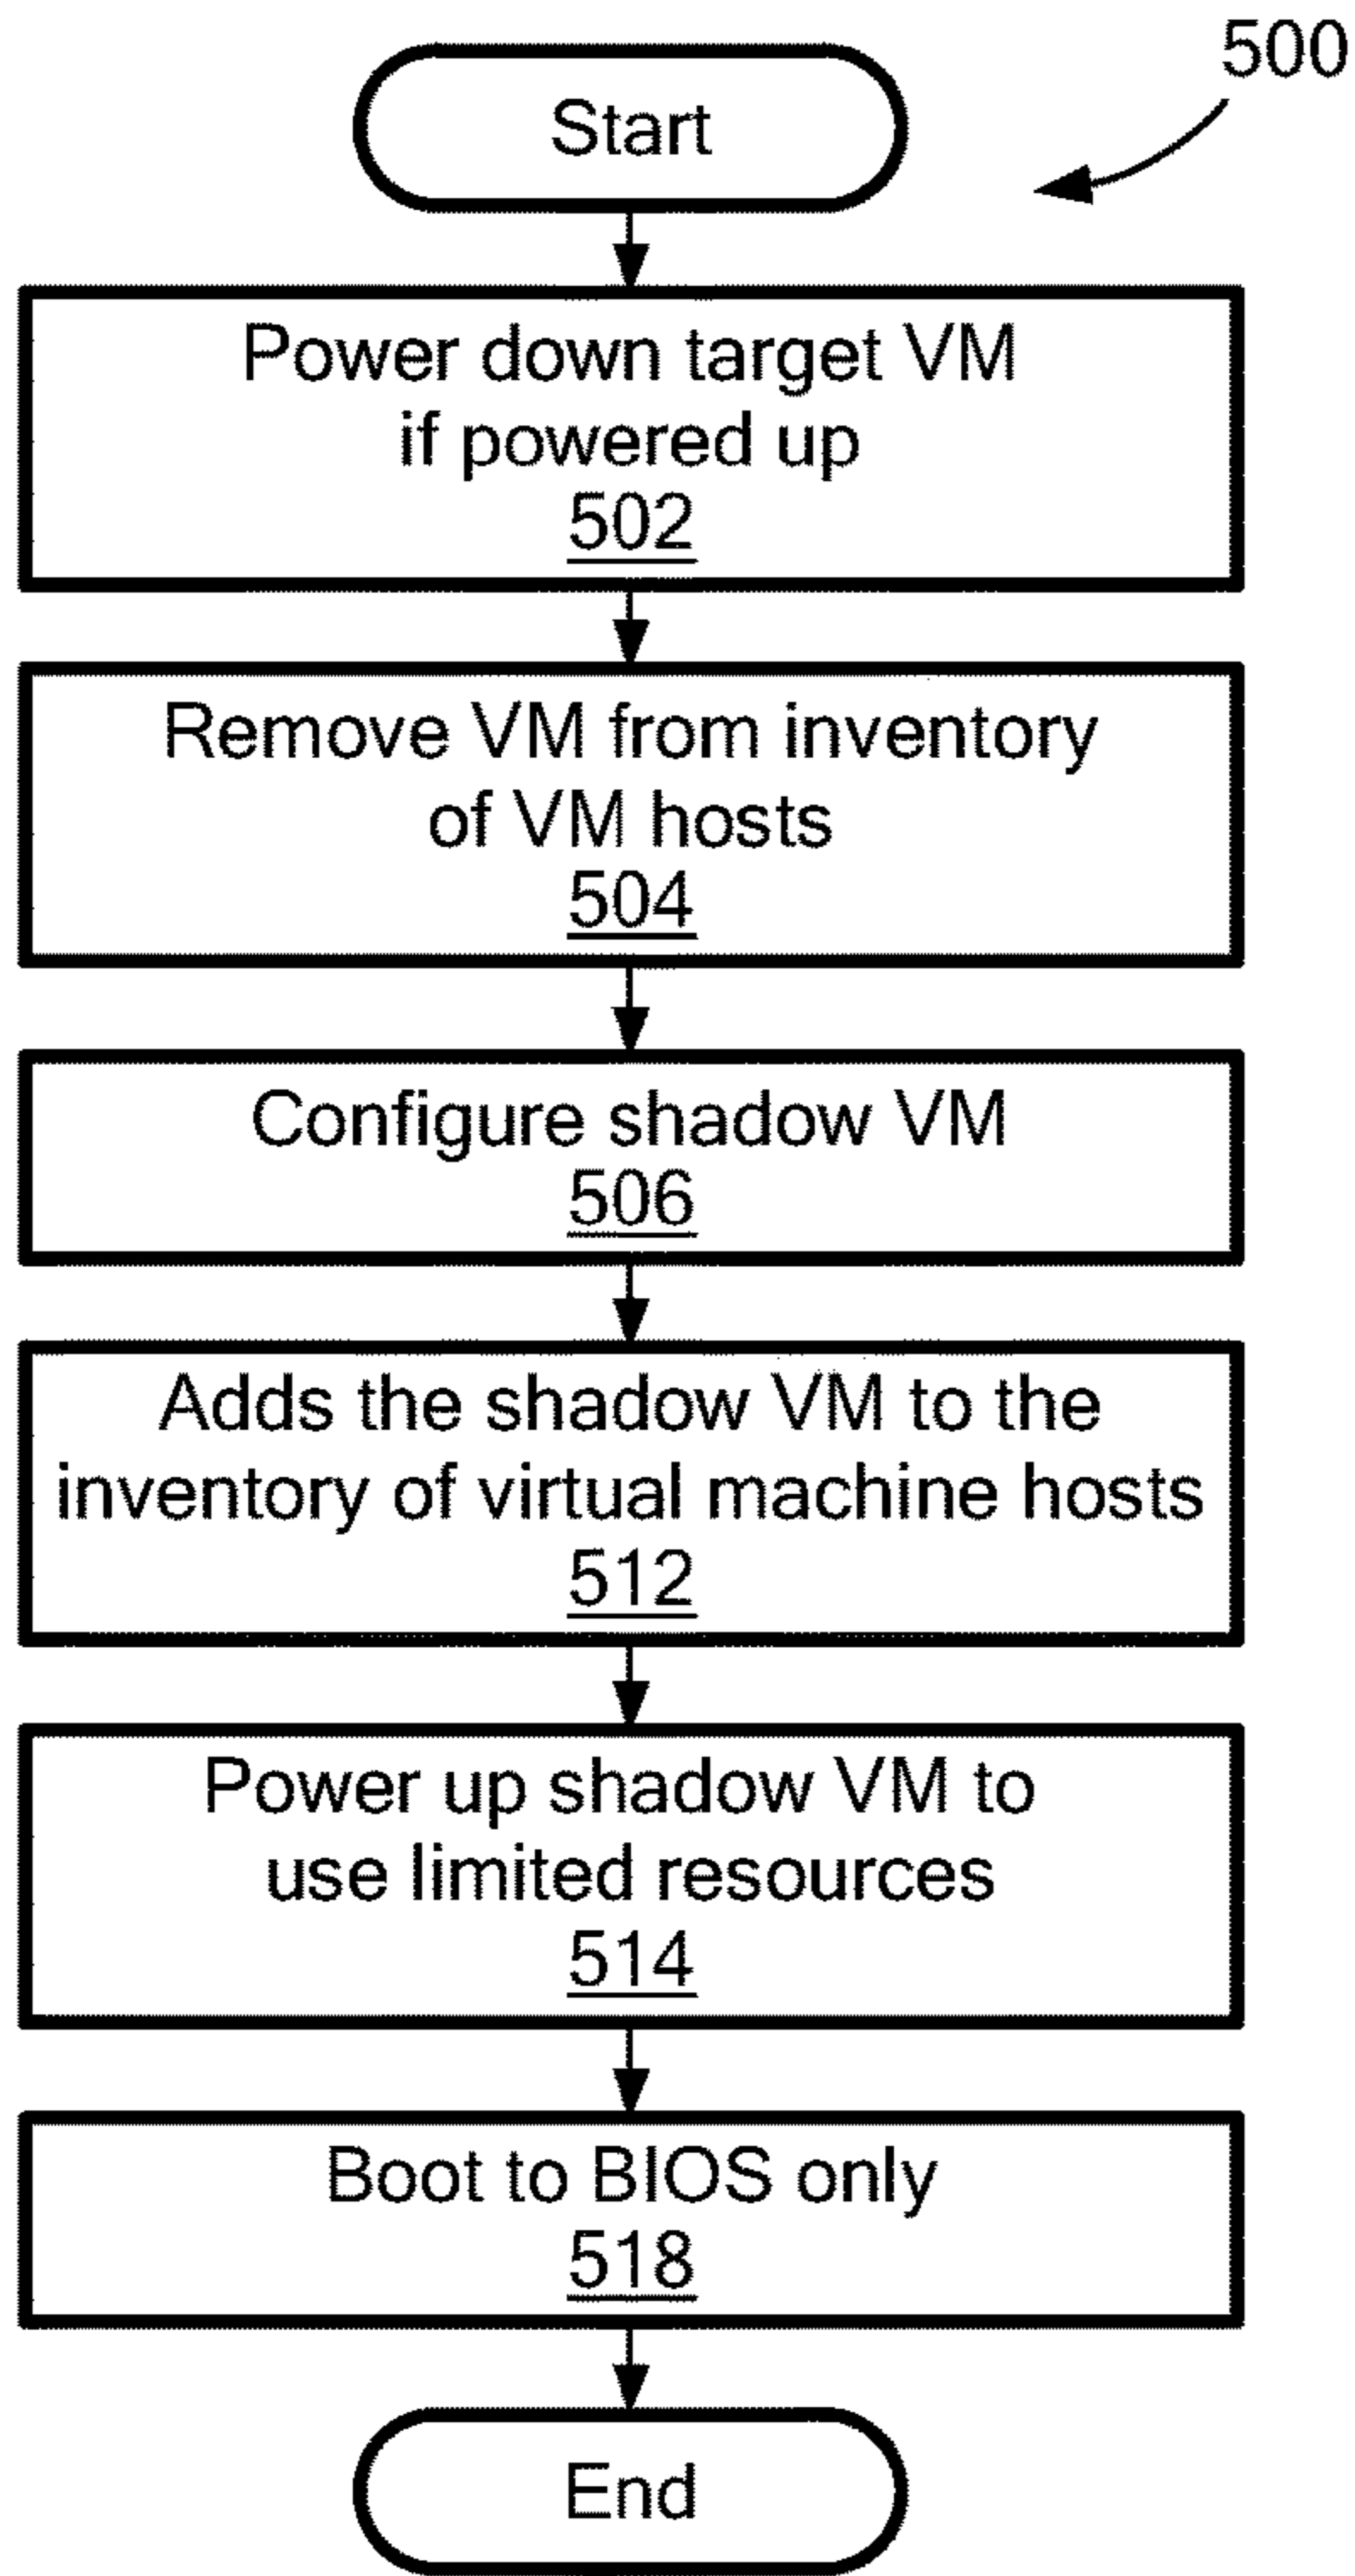 500
Start
Power down target VM
if powered up
502
Remove VM from inventory
of VM hosts
504
Configure shadow VM
506
Adds the shadow VM to the
inventory of virtual machine hosts
512
Power up shadow VM to
use limited resources
514
Boot to BIOS only
518
End